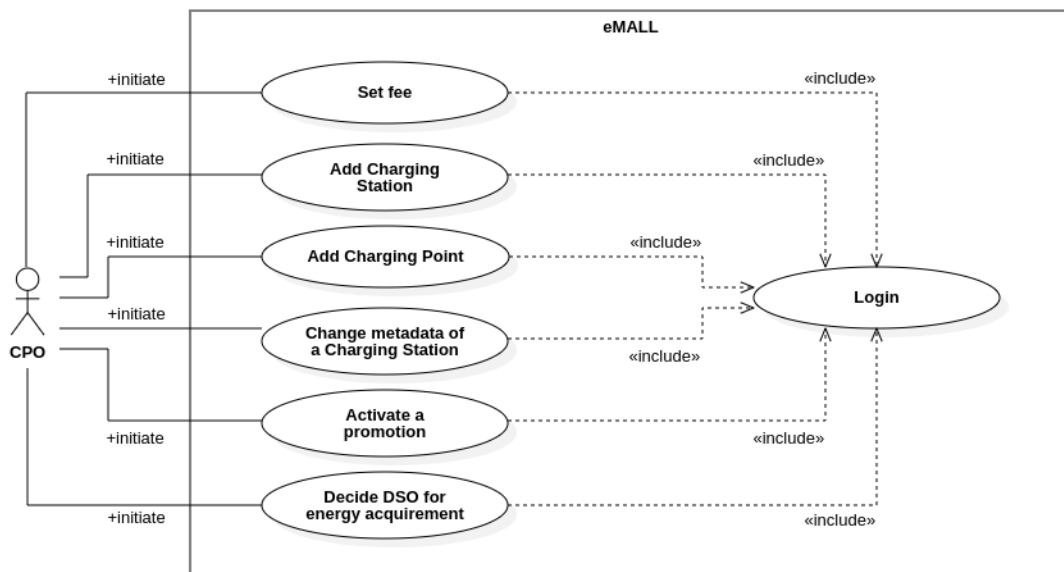 eMALL
+initiate
Set fee
«include»
+initiate
Add Charging
Station
«include»
+initiate
Add Charging Point
«include»
Login
CPO
+initiate
Change metadata of
a Charging Station
«include»
+initiate
Activate a
promotion
«include»
+initiate
Decide DSO for
energy acquirement
«include»